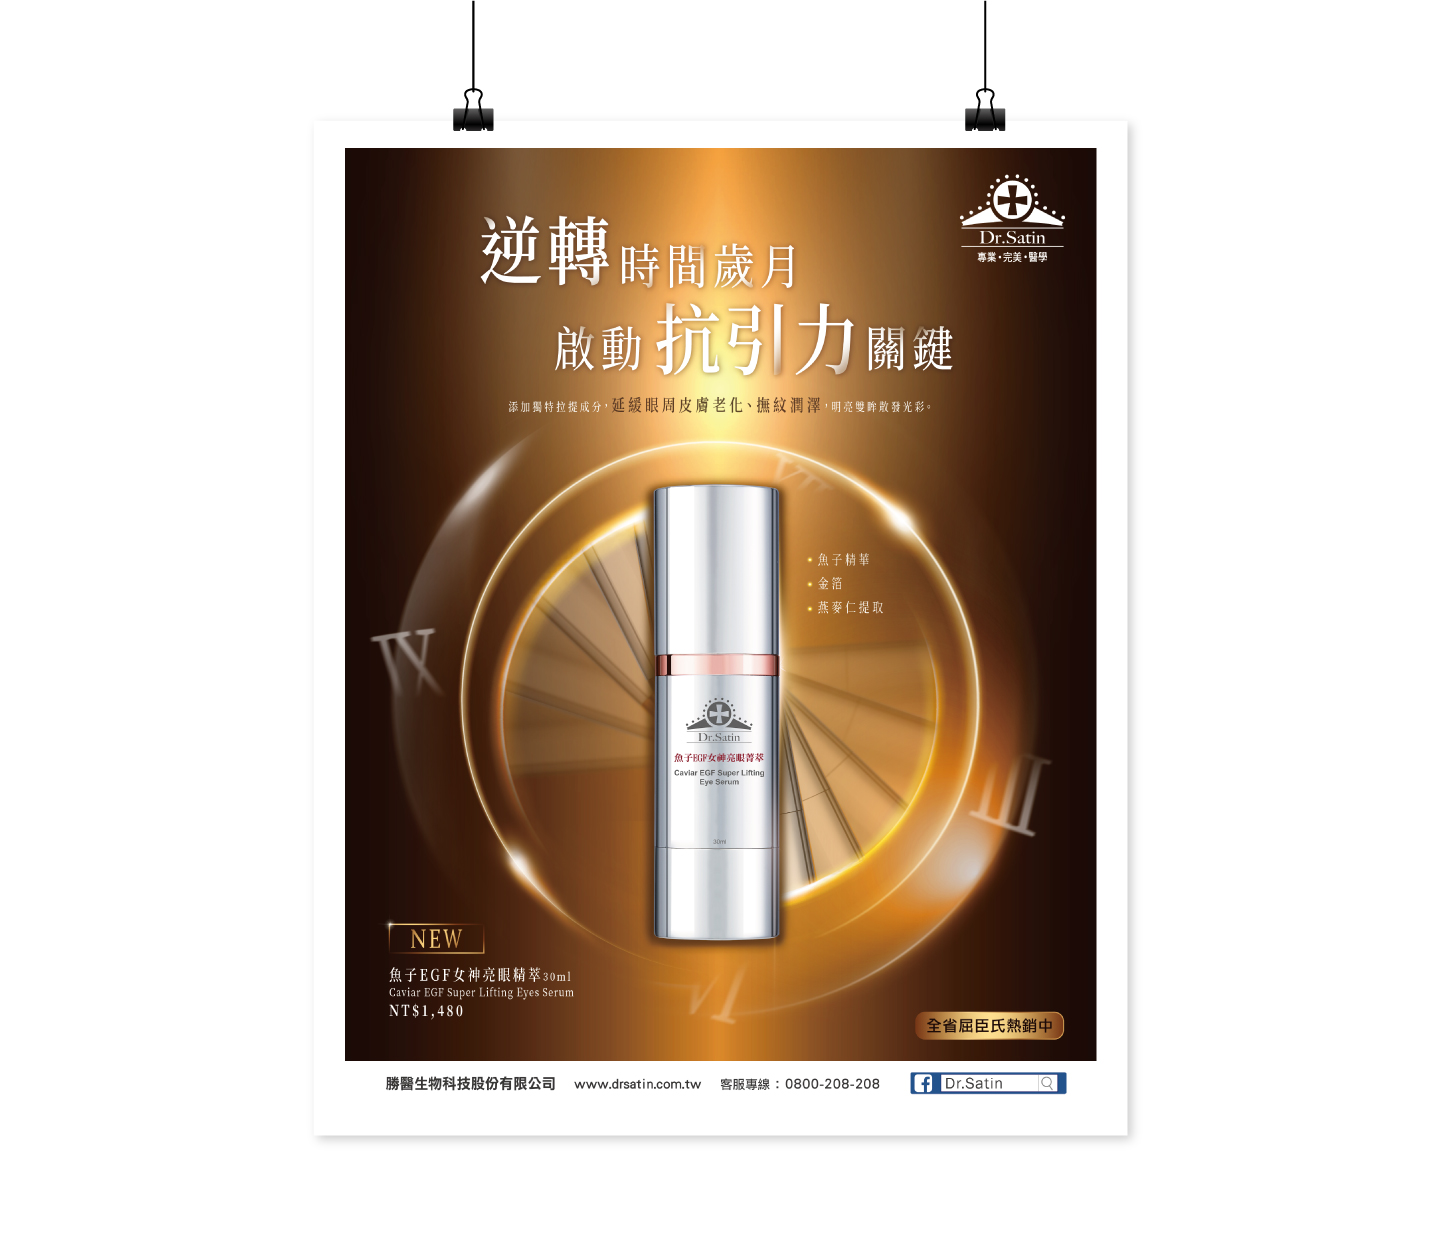 逆轉時間歲月
啟動抗引力關鍵
添加獨特拉提成分，延緩眼周皮膚老化、撫紋潤澤，明亮雙眸散發光彩。
Dr.Satin
專業•完美•醫學
VII
• 魚子精華
• 金箔
• 燕麥仁提取
IX
Dr.Satin
魚子EGF女神亮眼菁萃
Caviar EGF Super Lifting
Eye Serum
30ml
III
VI
NEW
魚子EGF女神亮眼精萃30ml
Caviar EGF Super Lifting Eyes Serum
NT$1,480
全省屈臣氏熱銷中
勝醫生物科技股份有限公司 www.drsatin.com.tw 客服專線：0800-208-208 Dr.Satin